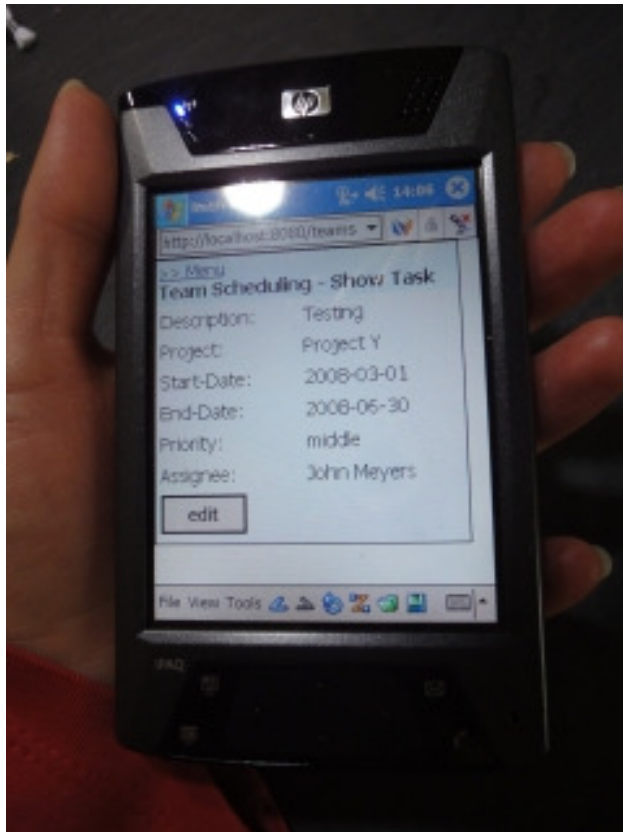 hp
14:06
http://localhost:8080/teams
>> Menu
Team Scheduling - Show Task
Description: Testing
Project: Project Y
Start-Date: 2008-03-01
End-Date: 2008-06-30
Priority: middle
Assignee: John Meyers
edit
File View Tools
iPAQ